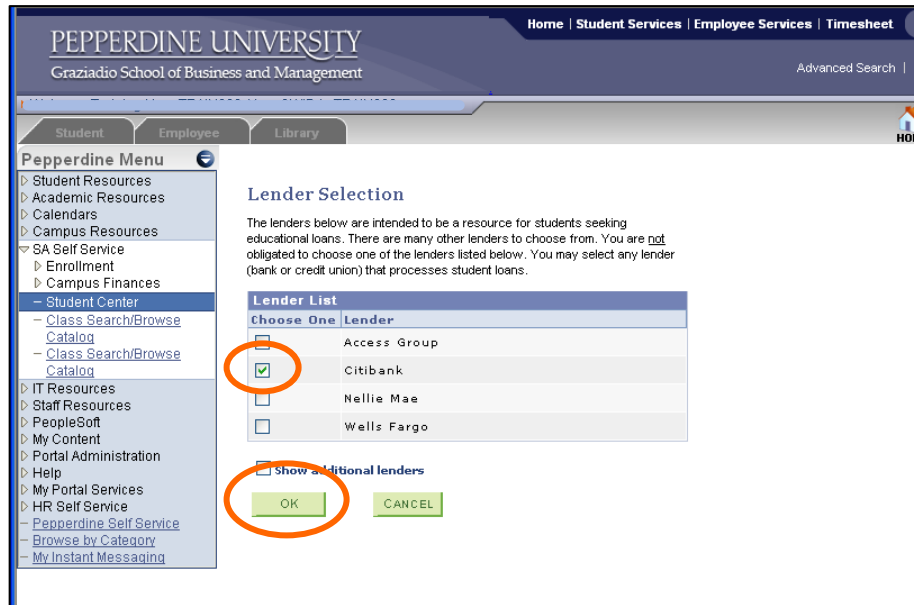 Home | Student Services | Employee Services | Timesheet
PEPPERDINE UNIVERSITY
Graziadio School of Business and Management
Advanced Search |
Student Employee Library
Pepperdine Menu
Student Resources
Academic Resources
Calendars
Campus Resources
SA Self Service
Enrollment
Campus Finances
– Student Center
– Class Search/Browse
Catalog
– Class Search/Browse
Catalog
IT Resources
Staff Resources
PeopleSoft
My Content
Portal Administration
Help
My Portal Services
HR Self Service
– Pepperdine Self Service
– Browse by Category
– My Instant Messaging
Lender Selection
The lenders below are intended to be a resource for students seeking
educational loans. There are many other lenders to choose from. You are not
obligated to choose one of the lenders listed below. You may select any lender
(bank or credit union) that processes student loans.
Lender List
Choose One Lender
Access Group
Citibank
Nellie Mae
Wells Fargo
Show additional lenders
OK CANCEL